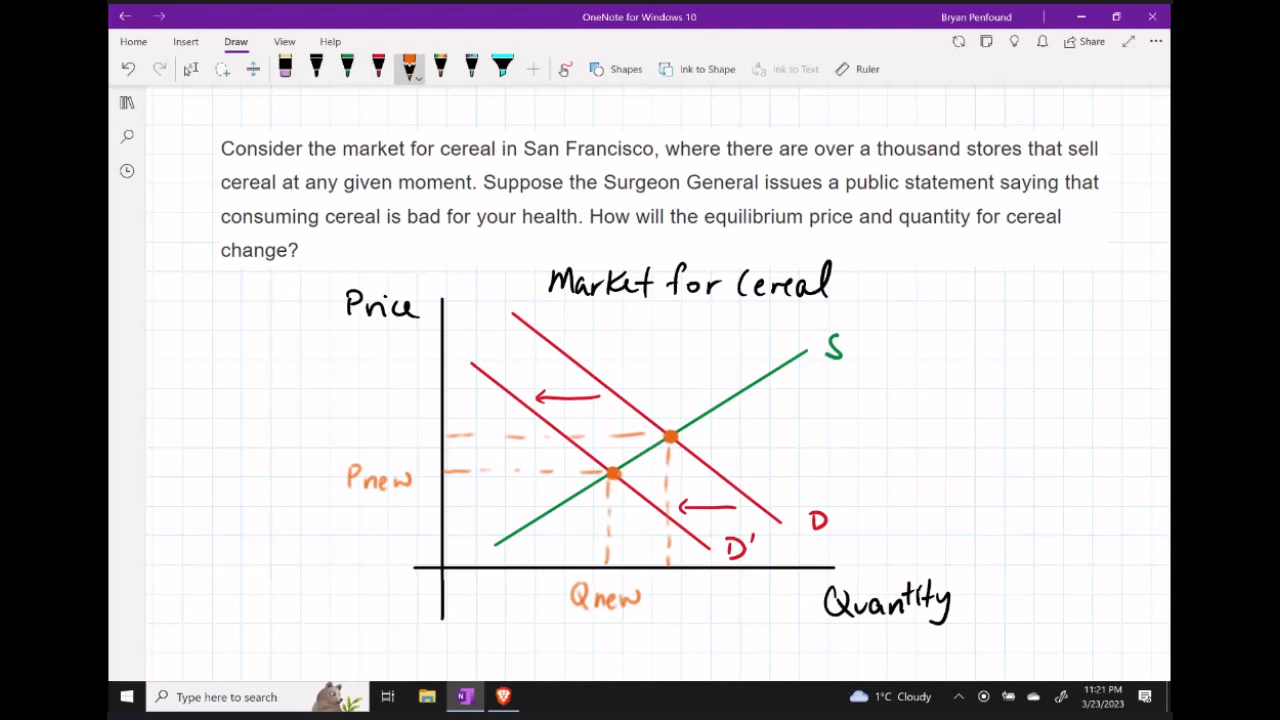 OneNote for Windows 10
Bryan Penfound
Home Insert Draw View Help
Share
Shapes Ink to Shape Ink to Text Ruler
Consider the market for cereal in San Francisco, where there are over a thousand stores that sell
cereal at any given moment. Suppose the Surgeon General issues a public statement saying that
consuming cereal is bad for your health. How will the equilibrium price and quantity for cereal
change?
Market for Cereal
Price
S
Pnew
D
D'
Qnew
Quantity
Type here to search
1°C Cloudy
11:21 PM
3/23/2023